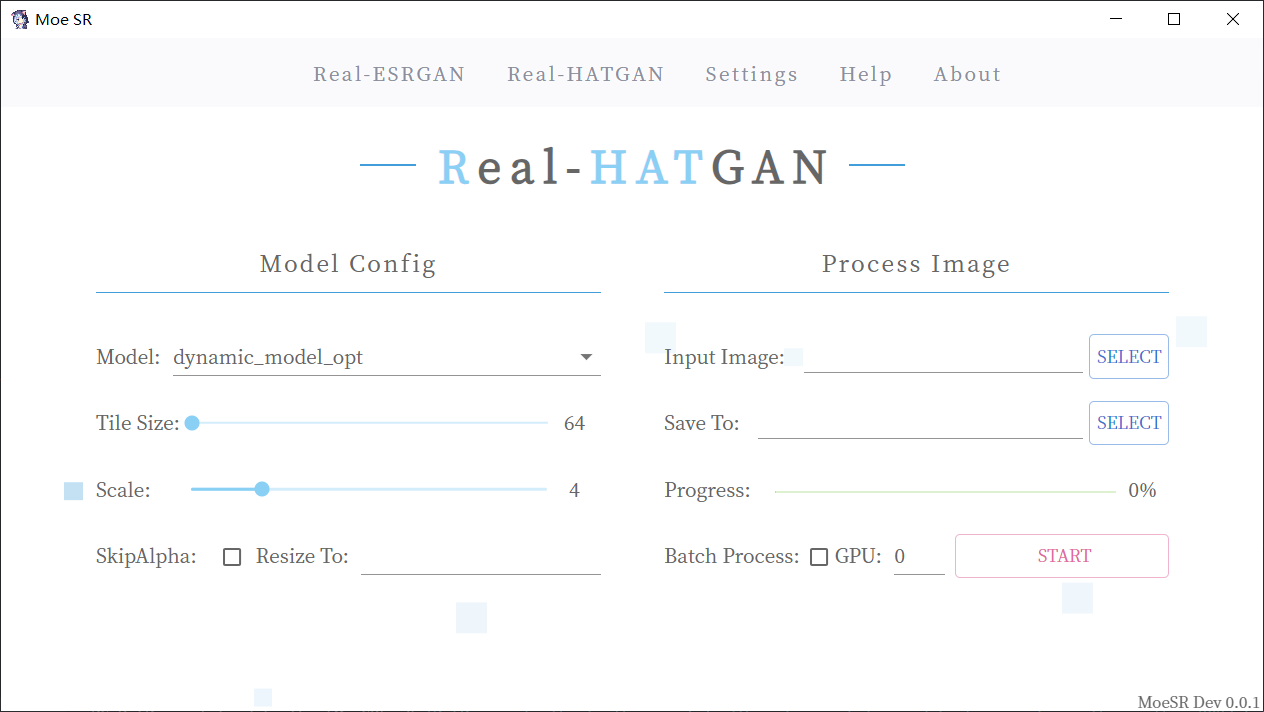 Moe SR
Real-ESRGAN Real-HATGAN Settings Help About
Real-HATGAN
Model Config
Model: dynamic_model_opt
Tile Size: 64
Scale: 4
SkipAlpha: Resize To:
Process Image
Input Image: SELECT
Save To: SELECT
Progress: 0%
Batch Process: GPU: 0 START
MoeSR Dev 0.0.1